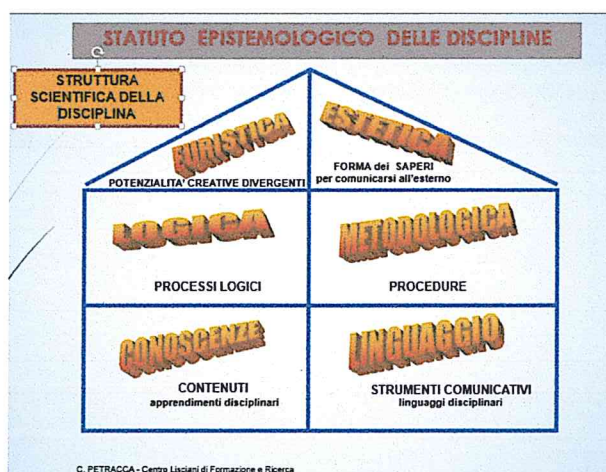 STATUTO EPISTEMOLOGICO DELLE DISCIPLINE
STRUTTURA
SCIENTIFICA DELLA
DISCIPLINA
EURISTICA
POTENZIALITA' CREATIVE DIVERGENTI
ESTETICA
FORMA dei SAPERI
per comunicarsi all'esterno
LOGICA
PROCESSI LOGICI
METODOLOGICA
PROCEDURE
CONOSCENZE
CONTENUTI
apprendimenti disciplinari
LINGUAGGIO
STRUMENTI COMUNICATIVI
linguaggi disciplinari
C. PETRACCA - Centro Lisciani di Formazione e Ricerca